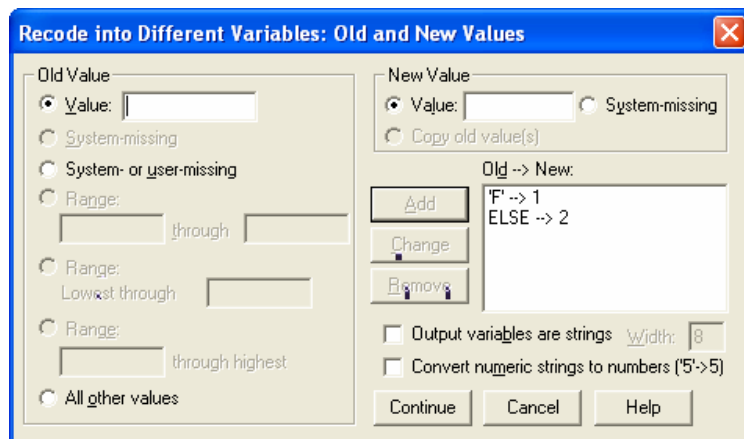 Recode into Different Variables: Old and New Values
Old Value
Value:
System-missing
System- or user-missing
Range:
through
Range:
Lowest through
Range:
through highest
All other values
New Value
Value:
System-missing
Copy old value(s)
Old --> New:
'F' --> 1
ELSE --> 2
Add
Change
Remove
Output variables are strings Width: 8
Convert numeric strings to numbers ('5'->5)
Continue Cancel Help